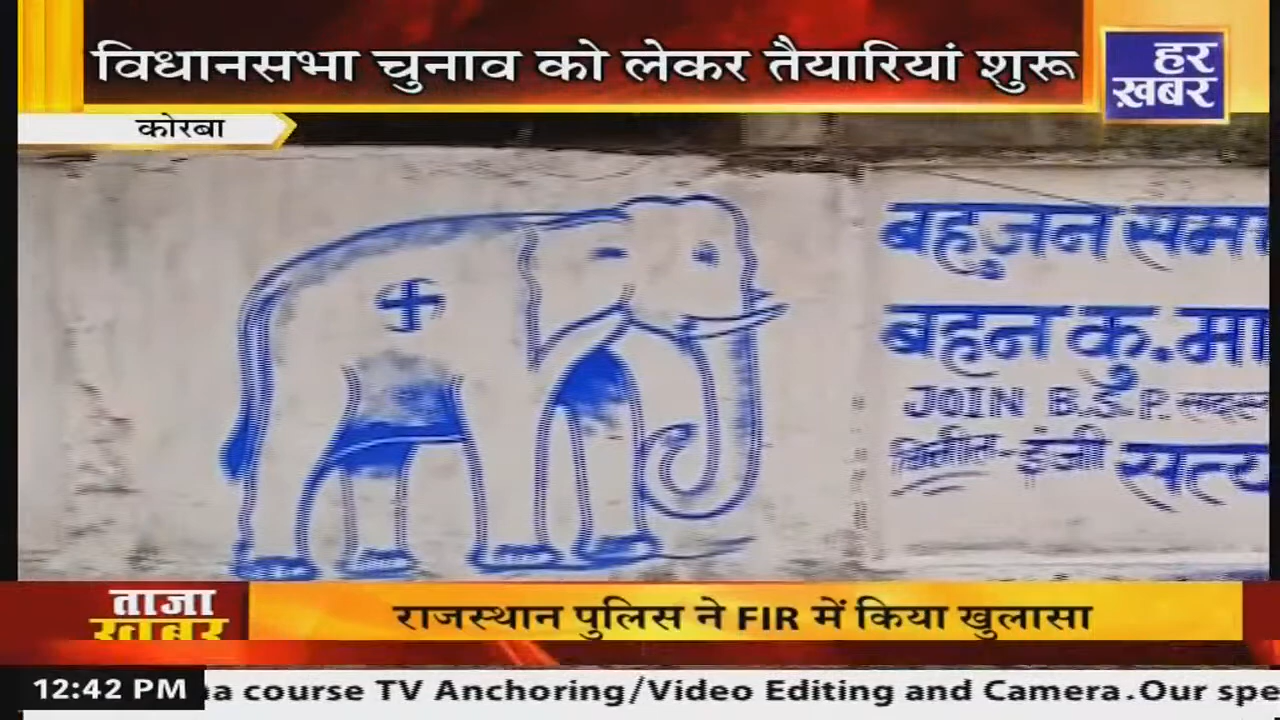 विधानसभा चुनाव को लेकर तैयारियां शुरू
हर
ख़बर
कोरबा
बहुजन समा
बहन कु. मा
JOIN B.S.P.
इंजी सत्य
ताजा
खबर
राजस्थान पुलिस ने FIR में किया खुलासा
12:42 PM
a course TV Anchoring/Video Editing and Camera.Our spe